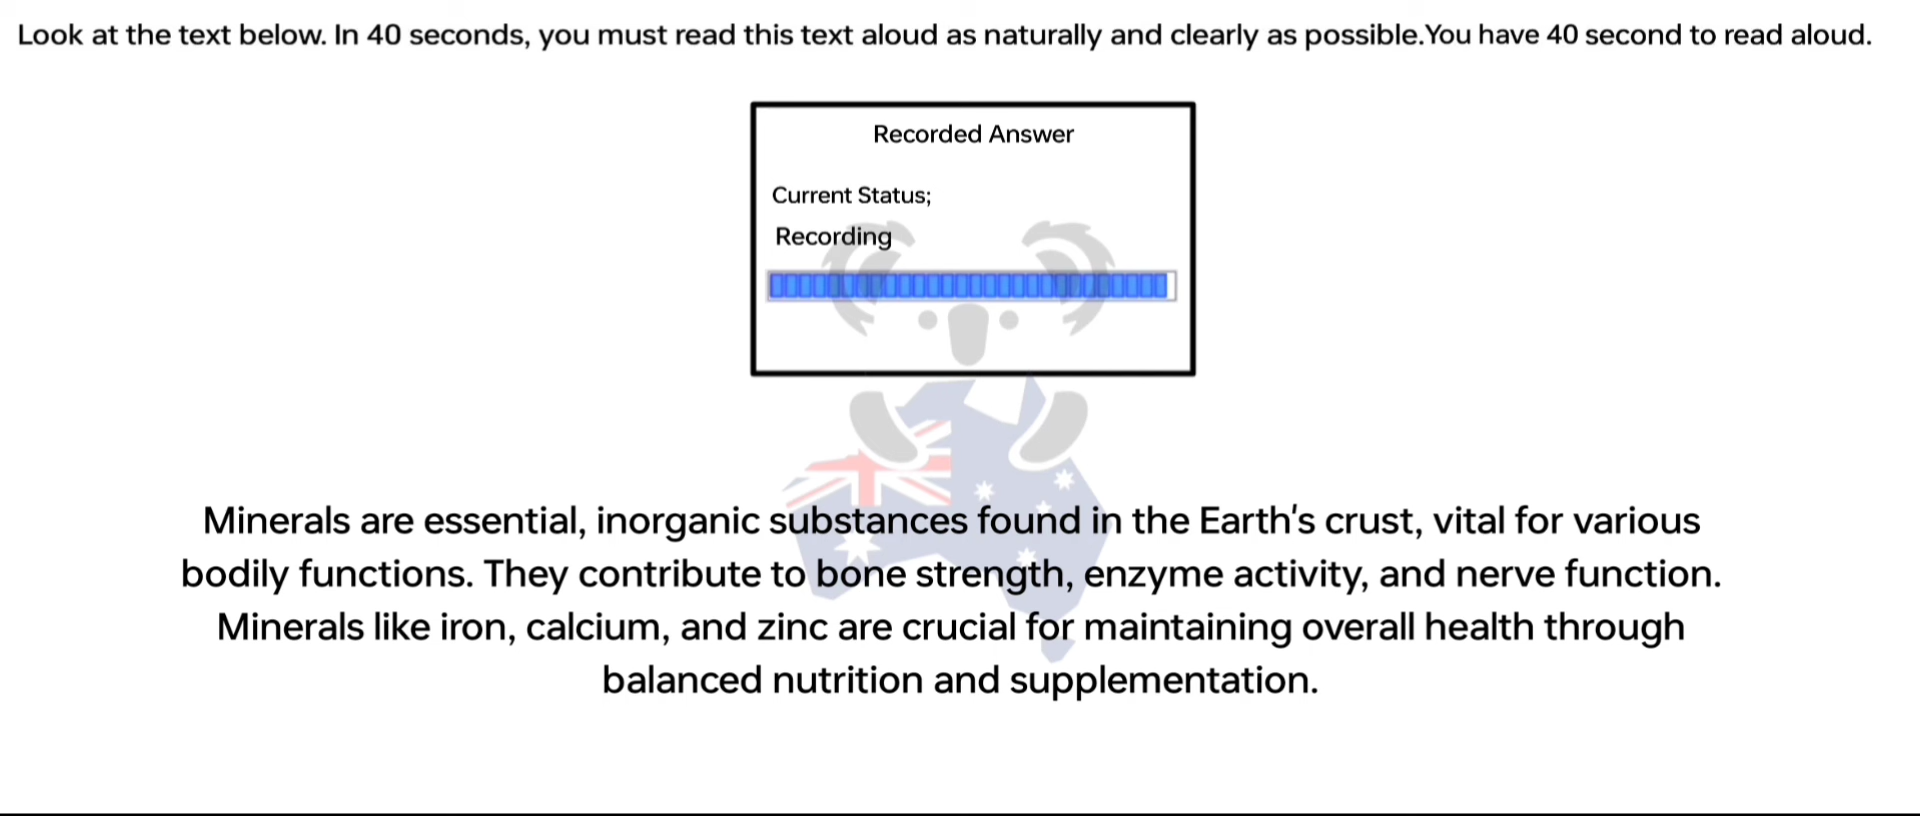 Look at the text below. In 40 seconds, you must read this text aloud as naturally and clearly as possible.You have 40 second to read aloud.
Recorded Answer
Current Status;
Recording
Minerals are essential, inorganic substances found in the Earth's crust, vital for various
bodily functions. They contribute to bone strength, enzyme activity, and nerve function.
Minerals like iron, calcium, and zinc are crucial for maintaining overall health through
balanced nutrition and supplementation.